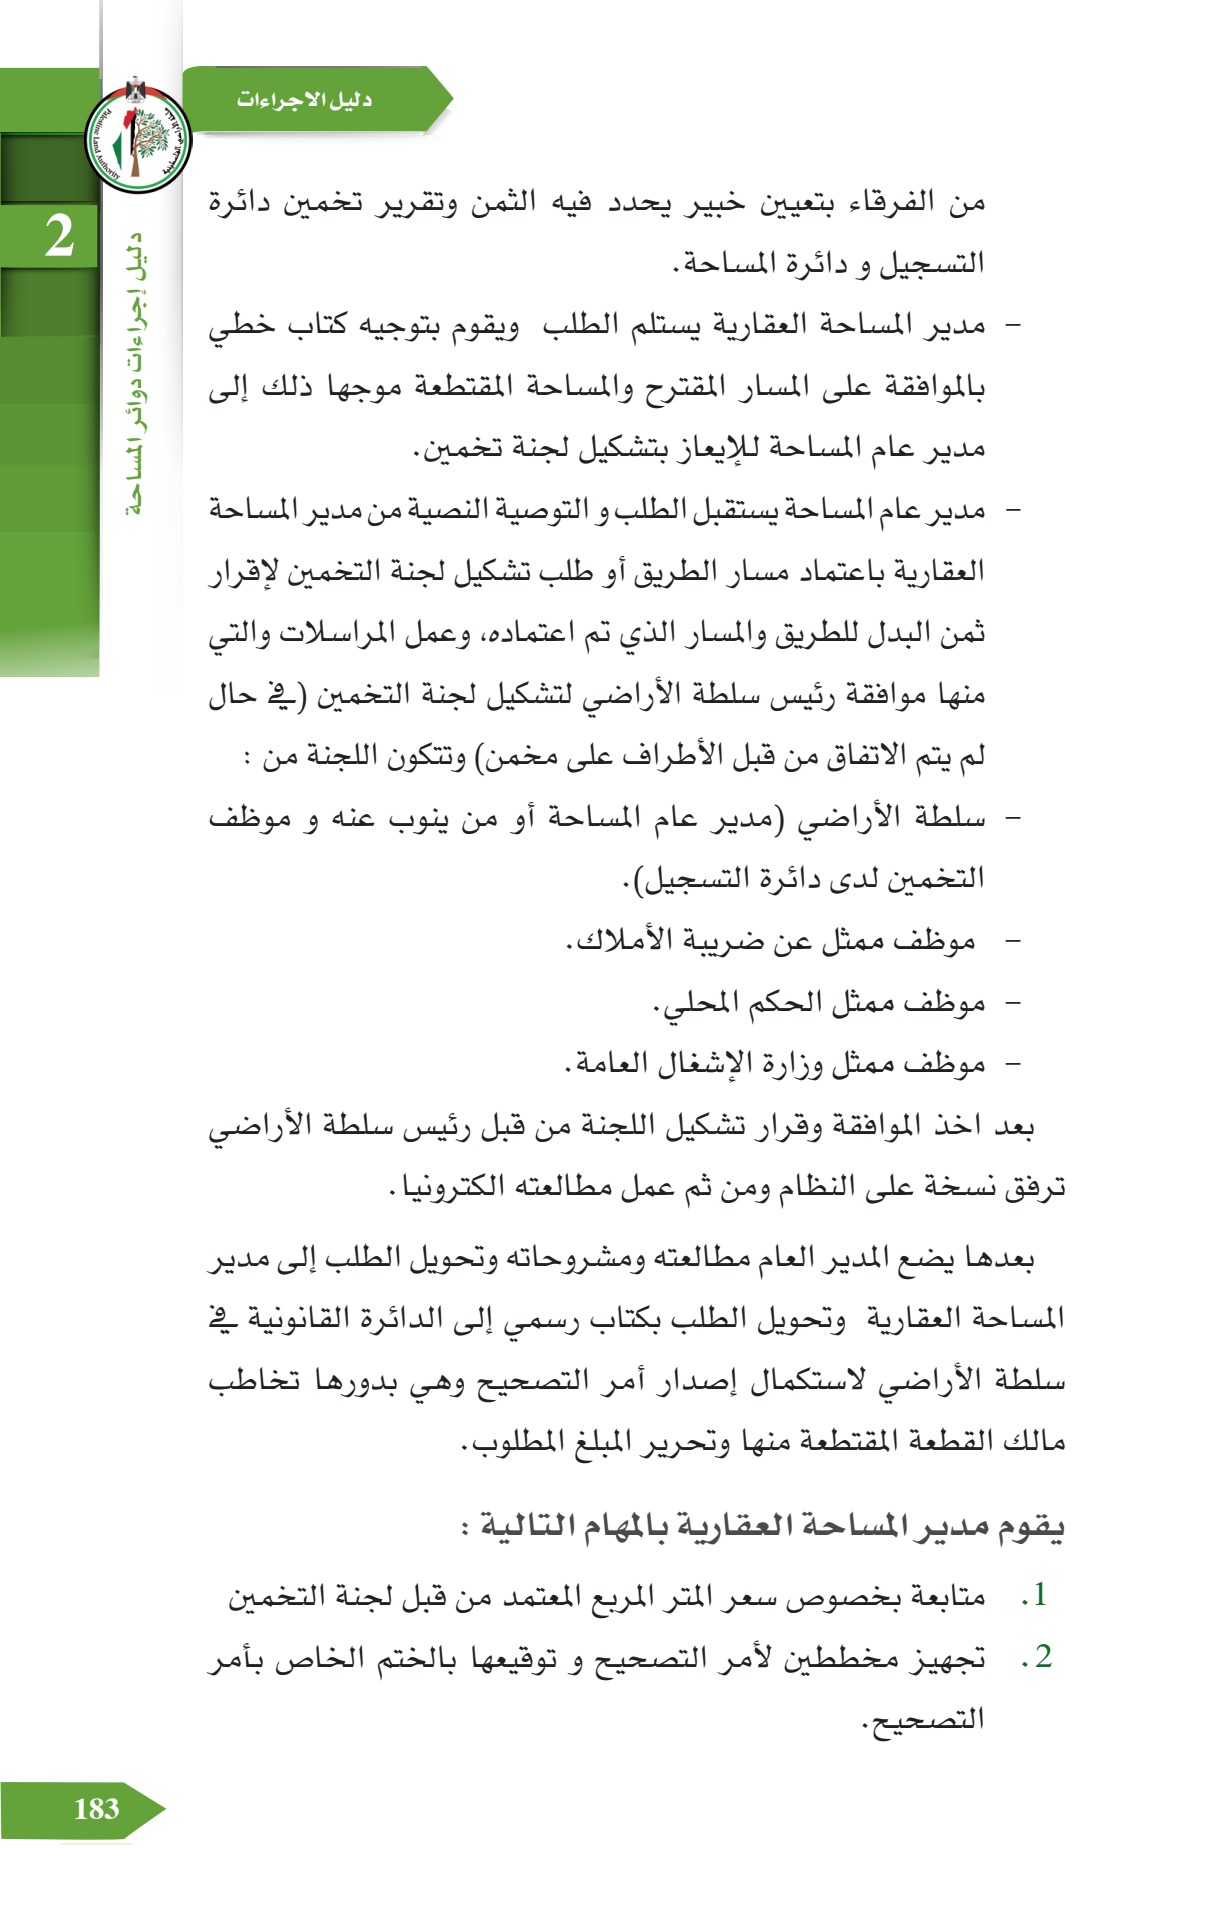 دليل الاجراءات
Palestine Land Authority
2
دليل إجراءات دوائر المساحة
من الفرقاء بتعيين خبير يحدد فيه الثمن وتقرير تخمين دائرة
التسجيل و دائرة المساحة.
– مدير المساحة العقارية يستلم الطلب ويقوم بتوجيه كتاب خطي
بالموافقة على المسار المقترح والمساحة المقتطعة موجها ذلك إلى
مدير عام المساحة للإيعاز بتشكيل لجنة تخمين.
– مدير عام المساحة يستقبل الطلب و التوصية النصية من مدير المساحة
العقارية باعتماد مسار الطريق أو طلب تشكيل لجنة التخمين لإقرار
ثمن البدل للطريق والمسار الذي تم اعتماده، وعمل المراسلات والتي
منها موافقة رئيس سلطة الأراضي لتشكيل لجنة التخمين (في حال
لم يتم الاتفاق من قبل الأطراف على مخمن) وتتكون اللجنة من :
– سلطة الأراضي (مدير عام المساحة أو من ينوب عنه و موظف
التخمين لدى دائرة التسجيل).
– موظف ممثل عن ضريبة الأملاك.
– موظف ممثل الحكم المحلي.
– موظف ممثل وزارة الإشغال العامة.
بعد اخذ الموافقة وقرار تشكيل اللجنة من قبل رئيس سلطة الأراضي
ترفق نسخة على النظام ومن ثم عمل مطالعته الكترونيا.
بعدها يضع المدير العام مطالعته ومشروحاته وتحويل الطلب إلى مدير
المساحة العقارية وتحويل الطلب بكتاب رسمي إلى الدائرة القانونية في
سلطة الأراضي لاستكمال إصدار أمر التصحيح وهي بدورها تخاطب
مالك القطعة المقتطعة منها وتحرير المبلغ المطلوب.
يقوم مدير المساحة العقارية بالمهام التالية :
1. متابعة بخصوص سعر المتر المربع المعتمد من قبل لجنة التخمين
2. تجهيز مخططين لأمر التصحيح و توقيعها بالختم الخاص بأمر
التصحيح.
183